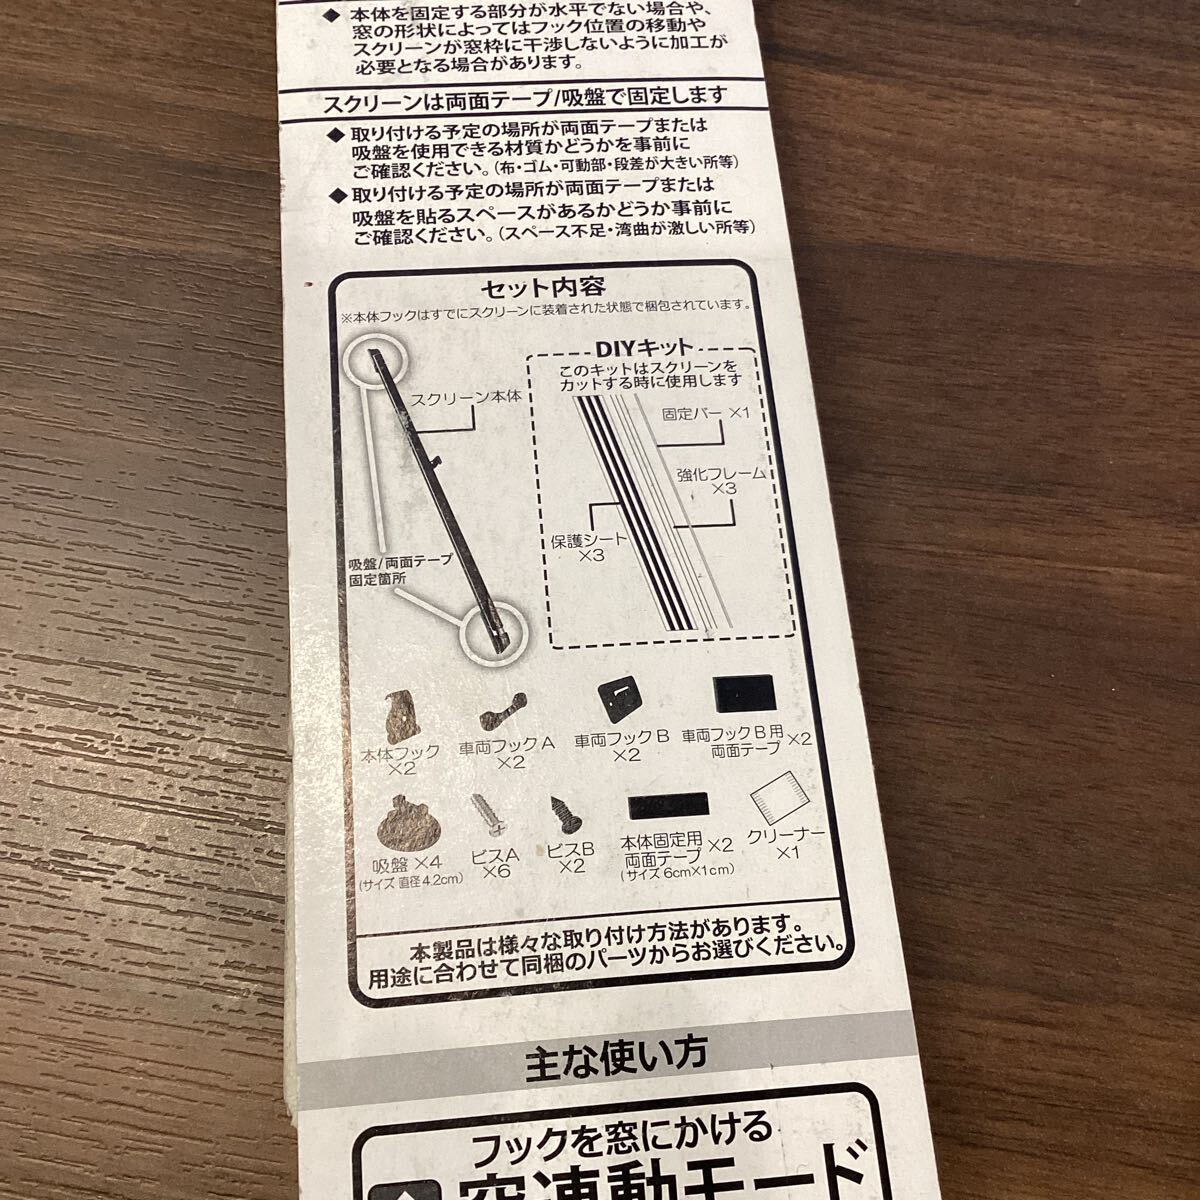 ◆ 本体を固定する部分が水平でない場合や、
窓の形状によってはフック位置の移動や
スクリーンが窓枠に干渉しないように加工が
必要となる場合があります。
スクリーンは両面テープ/吸盤で固定します
◆ 取り付ける予定の場所が両面テープまたは
吸盤を使用できる材質かどうかを事前に
ご確認ください。(布・ゴム・可動部・段差が大きい所等)
◆ 取り付ける予定の場所が両面テープまたは
吸盤を貼るスペースがあるかどうか事前に
ご確認ください。(スペース不足・湾曲が激しい所等)
セット内容
※本体フックはすでにスクリーンに装着された状態で梱包されています。
スクリーン本体
吸盤/両面テープ
固定箇所
DIYキット
このキットはスクリーンを
カットする時に使用します
固定バー ×1
強化フレーム
×3
保護シート
×3
本体フック
×2
車両フックA
×2
車両フックB
×2
車両フックB用
両面テープ ×2
吸盤 ×4
(サイズ 直径4.2cm)
ビスA
×6
ビスB
×2
本体固定用
両面テープ ×2
(サイズ 6cm×1cm)
クリーナー
×1
本製品は様々な取り付け方法があります。
用途に合わせて同梱のパーツからお選びください。
主な使い方
フックを窓にかける
窓連動モード